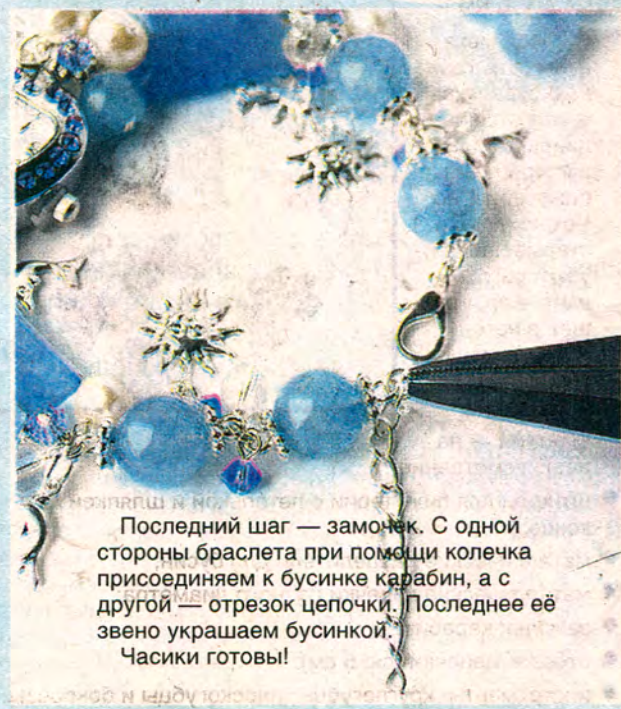 Последний шаг — замочек. С одной
стороны браслета при помощи колечка
присоединяем к бусинке карабин, а с
другой — отрезок цепочки. Последнее её
звено украшаем бусинкой.
Часики готовы!